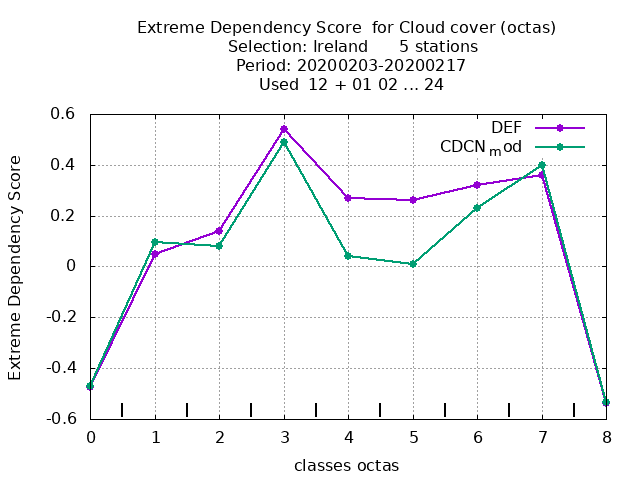 Extreme Dependency Score  for Cloud cover (octas)
Selection: Ireland      5 stations
Period: 20200203-20200217
Used  12 + 01 02 ... 24
DEF
CDCN_mod
0.6
0.4
0.2
0
-0.2
-0.4
-0.6
Extreme Dependency Score
0 1 2 3 4 5 6 7 8
classes octas